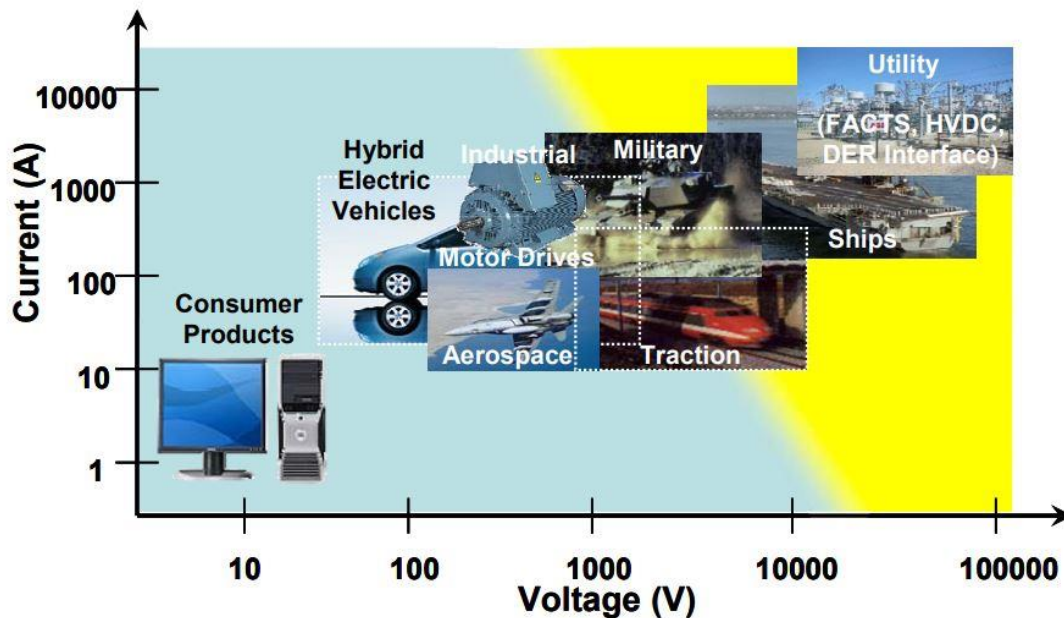 Current (A)
10000
1000
100
10
1
Utility
(FACTS, HVDC,
DER Interface)
Hybrid
Electric
Vehicles
Industrial
Motor Drives
Military
Ships
Consumer
Products
Aerospace
Traction
10
100
1000
10000
100000
Voltage (V)